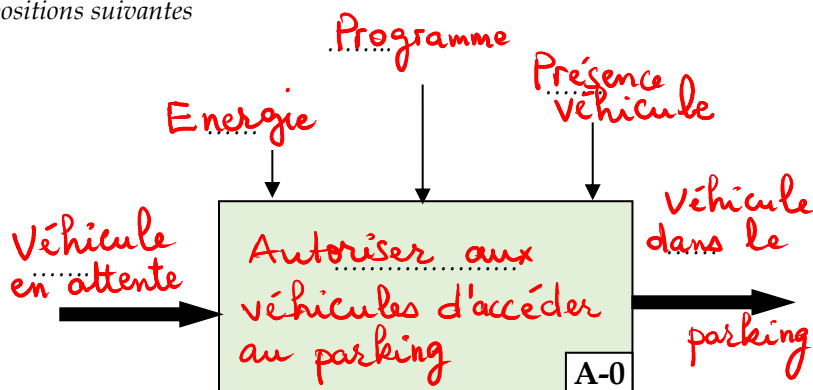 ositions suivantes
Programme
Présence
véhicule
Energie
Véhicule
en attente
Autoriser aux
véhicules d'accéder
au parking
A-0
Véhicule
dans le
parking